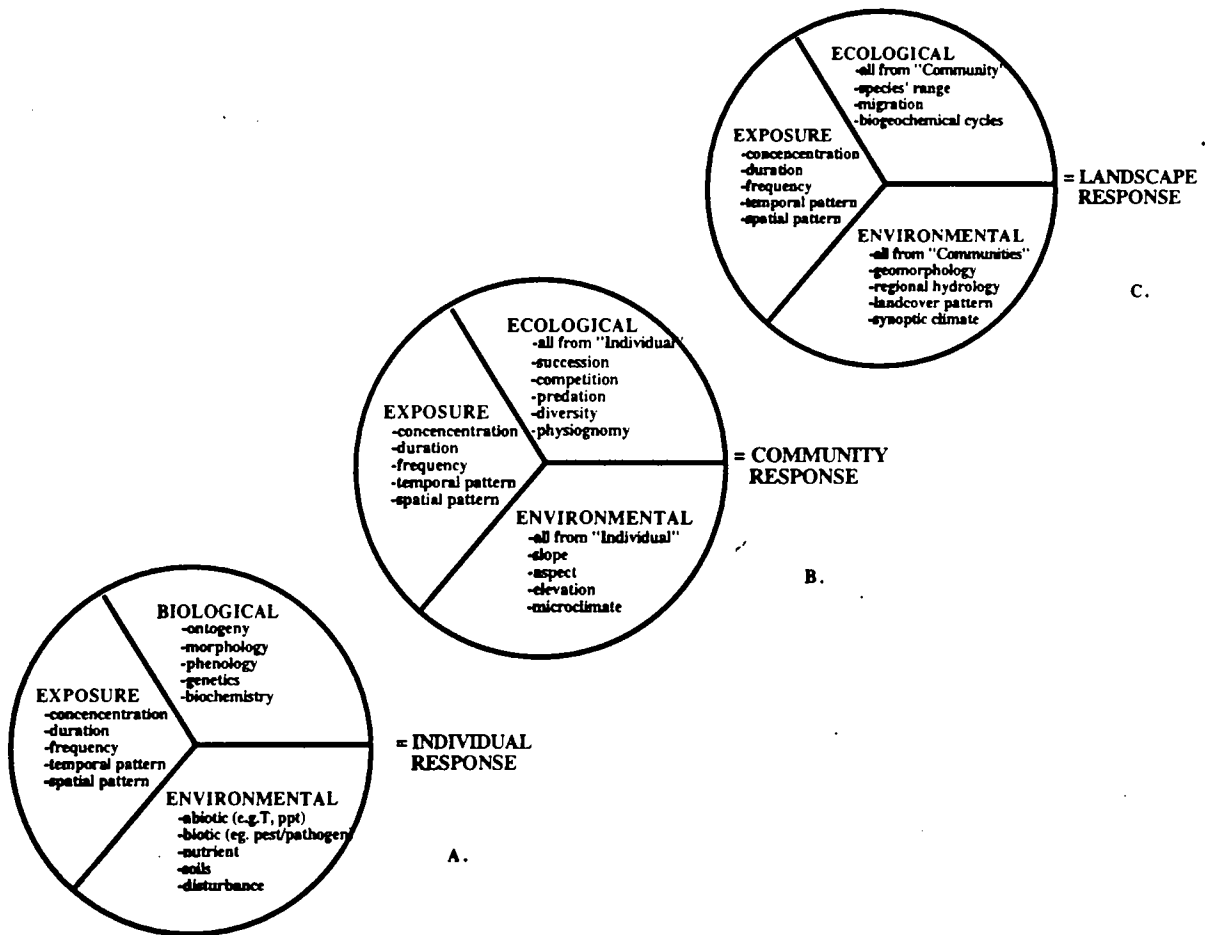 ECOLOGICAL
-all from "Community"
-species' range
-migration
-biogeochemical cycles
EXPOSURE
-concencentration
-duration
-frequency
-temporal pattern
-spatial pattern
ENVIRONMENTAL
-all from "Communities"
-geomorphology
-regional hydrology
-landcover pattern
-synoptic climate
= LANDSCAPE
RESPONSE
C.
ECOLOGICAL
-all from "Individual"
-succession
-competition
-predation
-diversity
-physiognomy
EXPOSURE
-concencentration
-duration
-frequency
-temporal pattern
-spatial pattern
ENVIRONMENTAL
-all from "Individual"
-slope
-aspect
-elevation
-microclimate
= COMMUNITY
RESPONSE
B.
BIOLOGICAL
-ontogeny
-morphology
-phenology
-genetics
-biochemistry
EXPOSURE
-concencentration
-duration
-frequency
-temporal pattern
-spatial pattern
ENVIRONMENTAL
-abiotic (e.g.T, ppt)
-biotic (eg. pest/pathogen)
-nutrient
-soils
-disturbance
= INDIVIDUAL
RESPONSE
A.